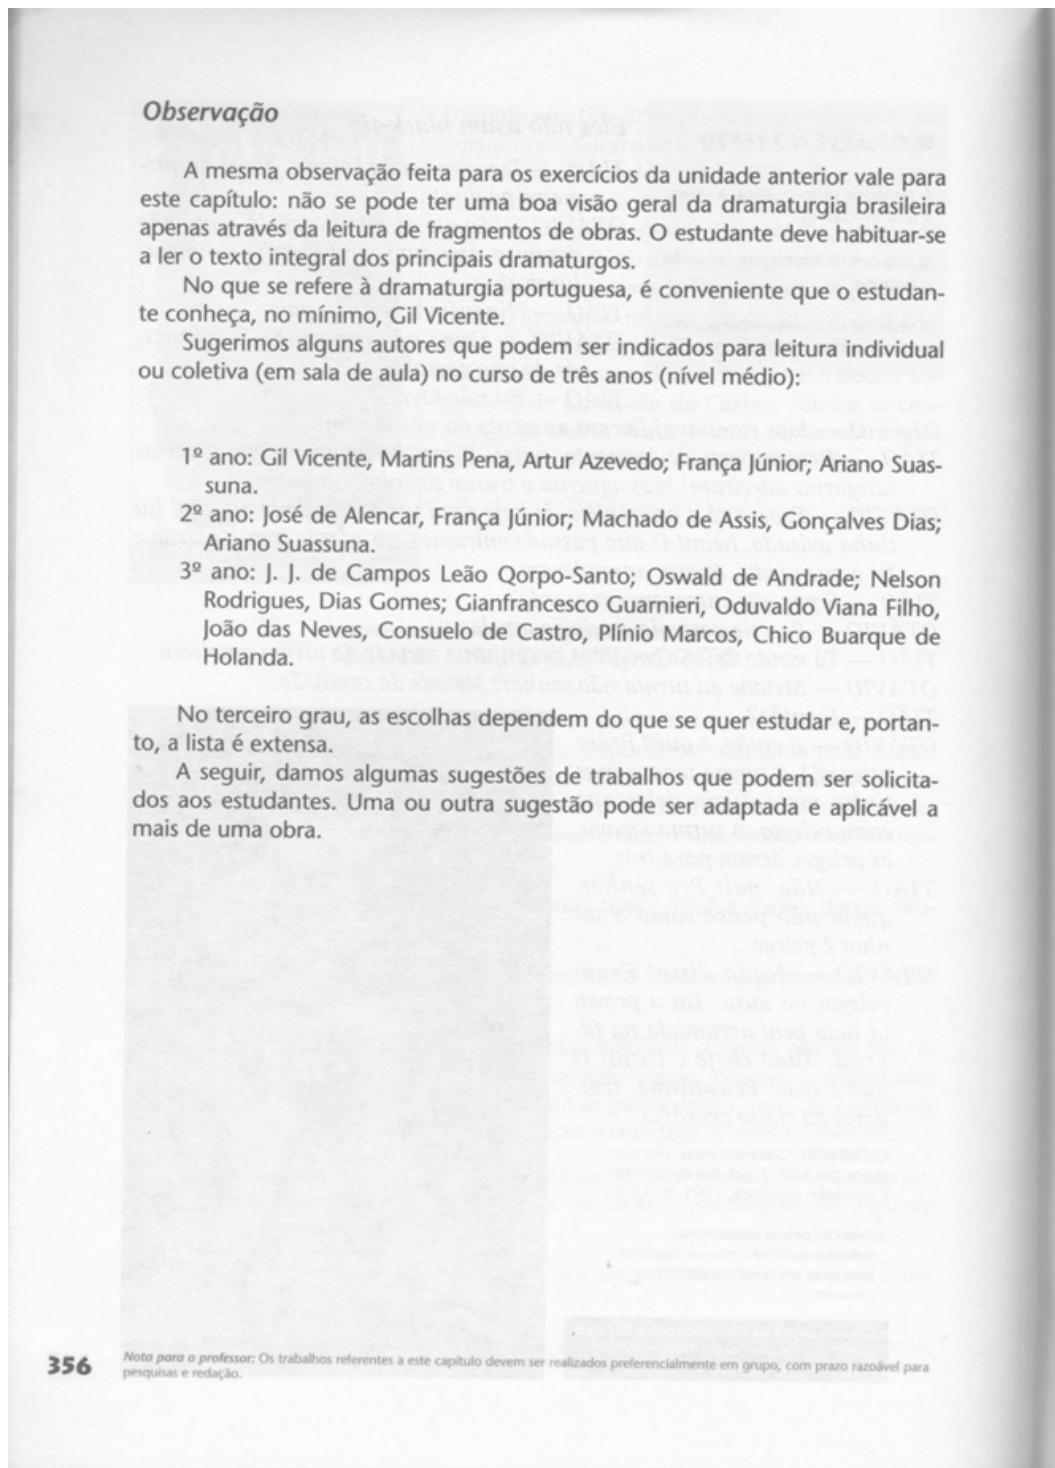 Observação
A mesma observação feita para os exercícios da unidade anterior vale para
este capítulo: não se pode ter uma boa visão geral da dramaturgia brasileira
apenas através da leitura de fragmentos de obras. O estudante deve habituar-se
a ler o texto integral dos principais dramaturgos.
No que se refere à dramaturgia portuguesa, é conveniente que o estudan-
te conheça, no mínimo, Gil Vicente.
Sugerimos alguns autores que podem ser indicados para leitura individual
ou coletiva (em sala de aula) no curso de três anos (nível médio):
1º ano: Gil Vicente, Martins Pena, Artur Azevedo; França Júnior; Ariano Suas-
suna.
2º ano: José de Alencar, França Júnior; Machado de Assis, Gonçalves Dias;
Ariano Suassuna.
3º ano: J. J. de Campos Leão Qorpo-Santo; Oswald de Andrade; Nelson
Rodrigues, Dias Gomes; Gianfrancesco Guarnieri, Oduvaldo Viana Filho,
João das Neves, Consuelo de Castro, Plínio Marcos, Chico Buarque de
Holanda.
No terceiro grau, as escolhas dependem do que se quer estudar e, portan-
to, a lista é extensa.
A seguir, damos algumas sugestões de trabalhos que podem ser solicita-
dos aos estudantes. Uma ou outra sugestão pode ser adaptada e aplicável a
mais de uma obra.
356
Nota para o professor: Os trabalhos referentes a este capítulo devem ser realizados preferencialmente em grupo, com prazo razoável para
pesquisas e redação.